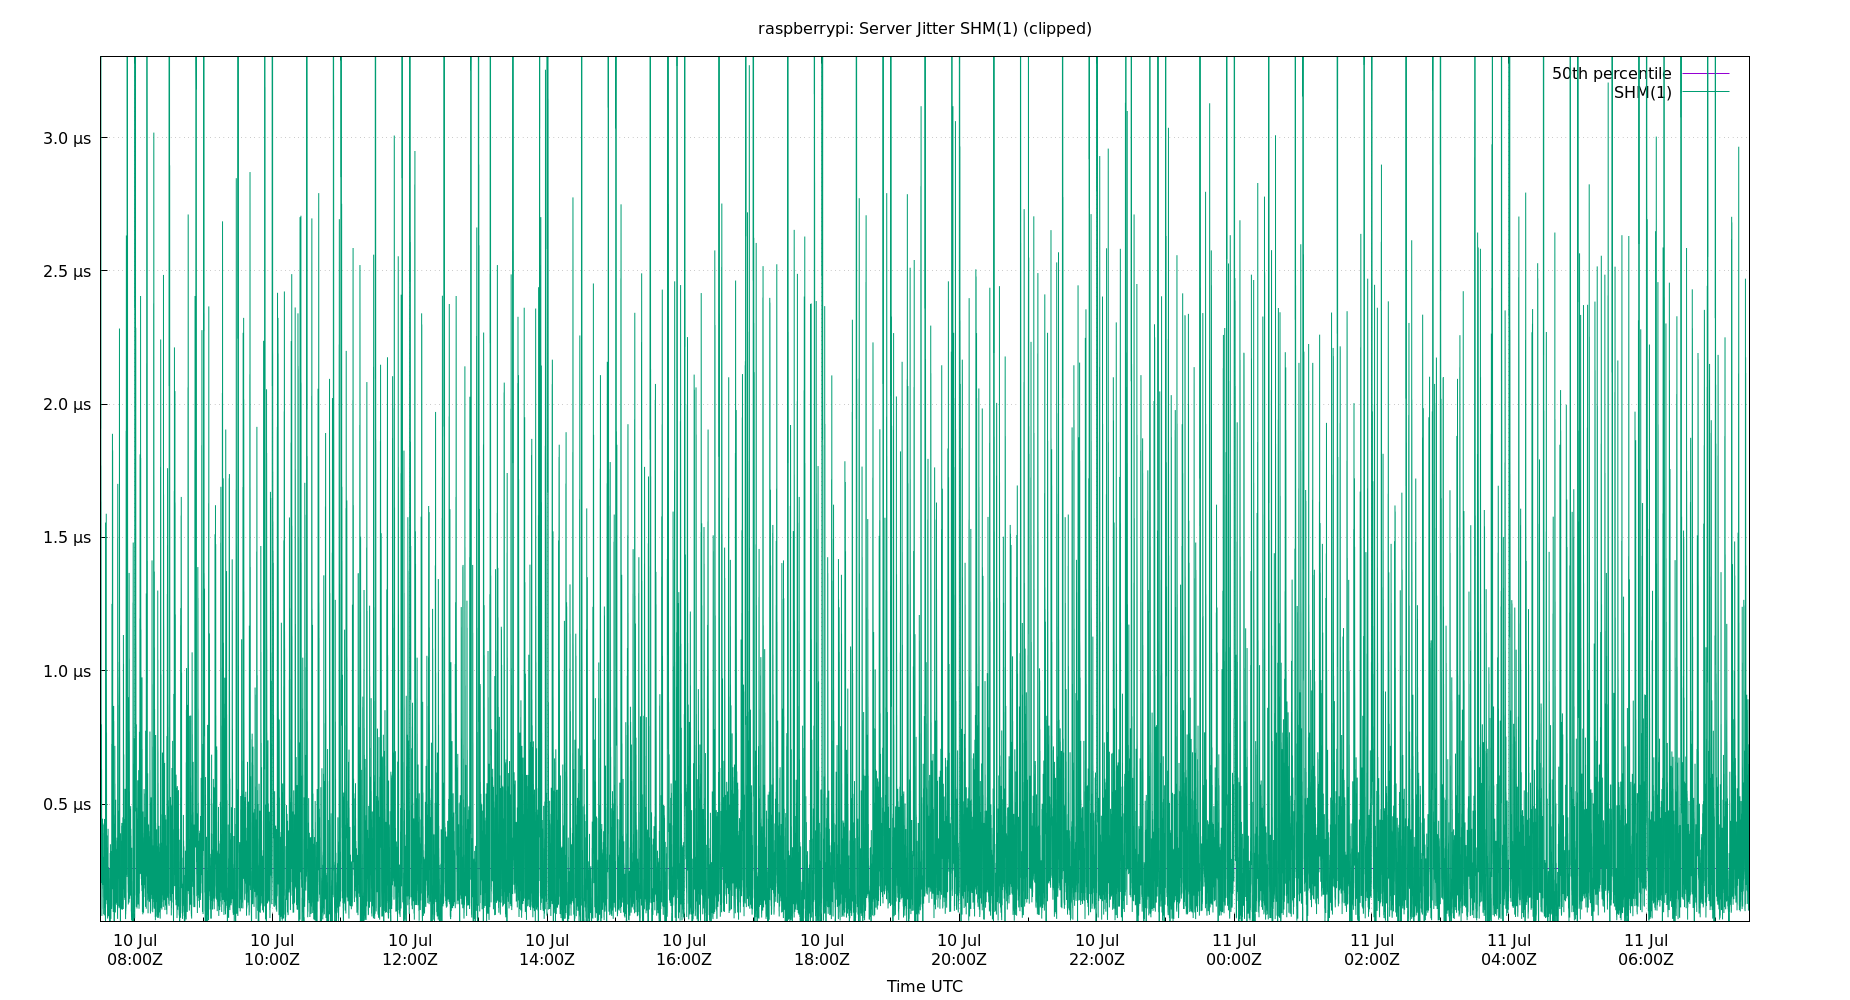 raspberrypi: Server Jitter SHM(1) (clipped)
50th percentile
SHM(1)
3.0 µs
2.5 µs
2.0 µs
1.5 µs
1.0 µs
0.5 µs
10 Jul 10 Jul 10 Jul 10 Jul 10 Jul 10 Jul 10 Jul 10 Jul 11 Jul 11 Jul 11 Jul 11 Jul
08:00Z 10:00Z 12:00Z 14:00Z 16:00Z 18:00Z 20:00Z 22:00Z 00:00Z 02:00Z 04:00Z 06:00Z
Time UTC